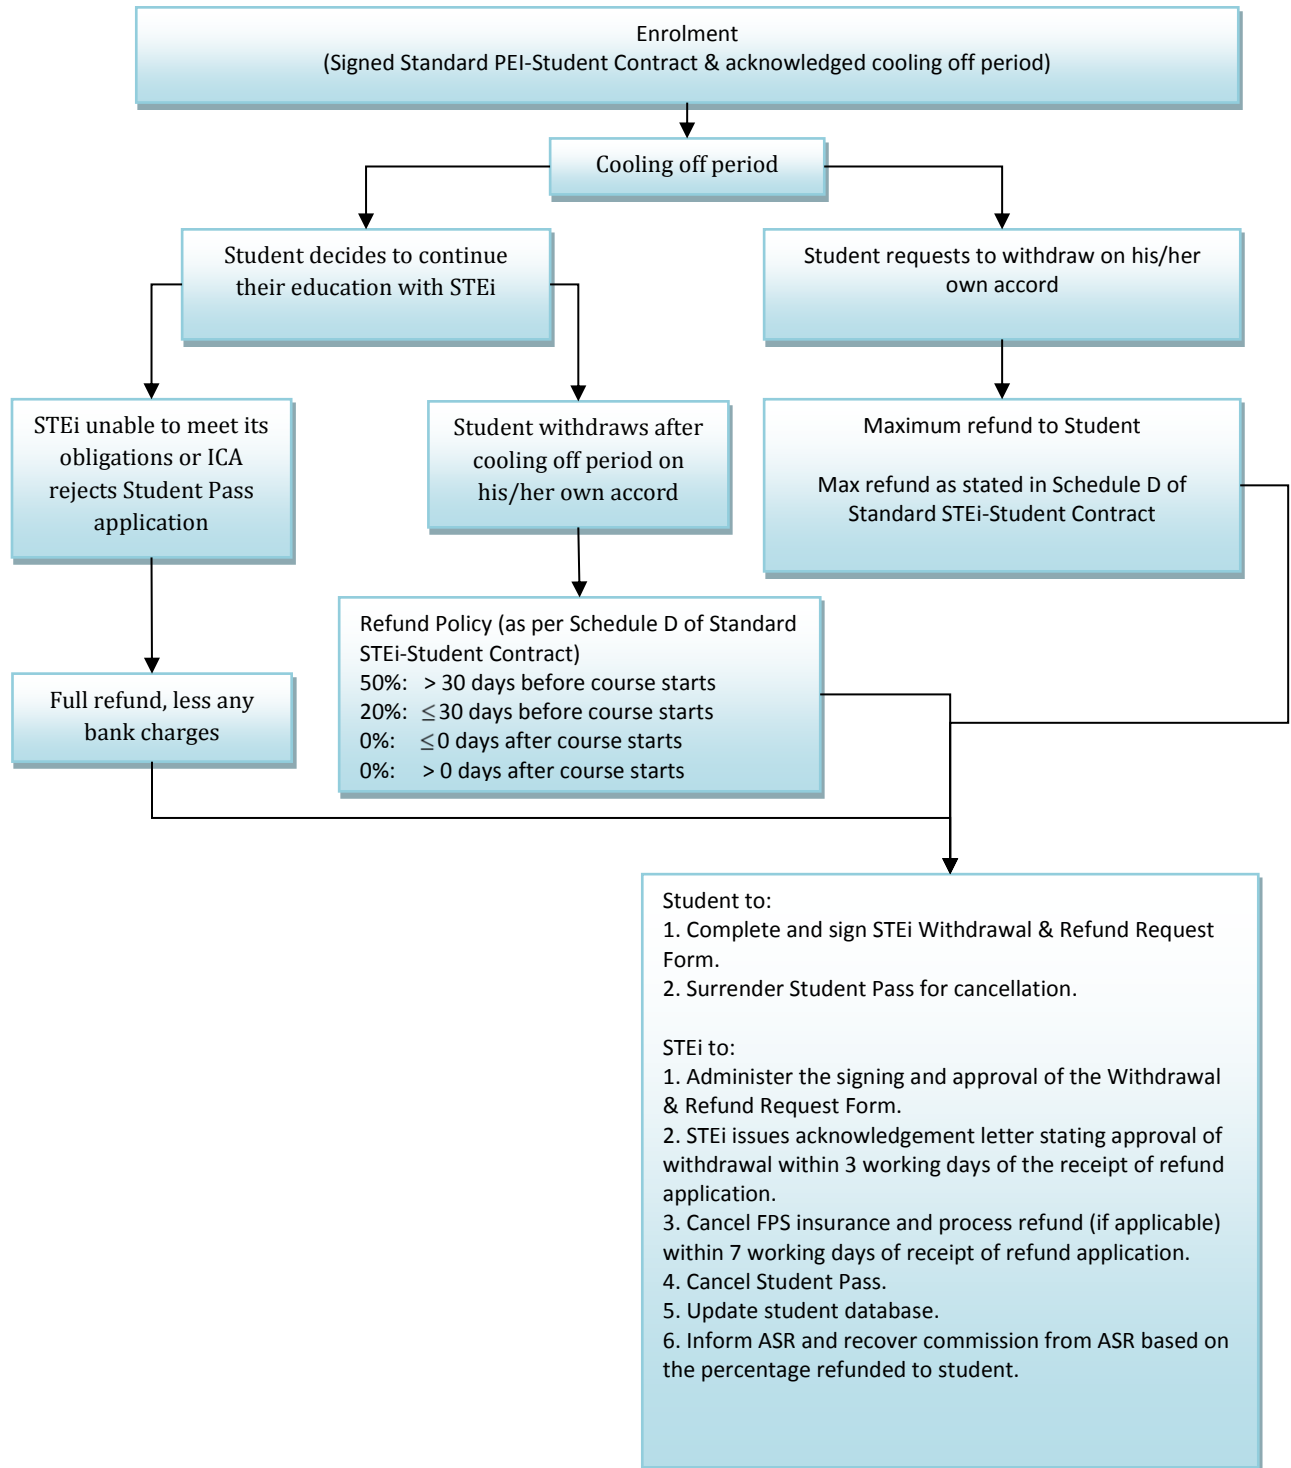 Enrolment
(Signed Standard PEI-Student Contract & acknowledged cooling off period)
Cooling off period
Student decides to continue
their education with STEi
Student requests to withdraw on his/her
own accord
STEi unable to meet its
obligations or ICA
rejects Student Pass
application
Student withdraws after
cooling off period on
his/her own accord
Maximum refund to Student
Max refund as stated in Schedule D of
Standard STEi-Student Contract
Full refund, less any
bank charges
Refund Policy (as per Schedule D of Standard
STEi-Student Contract)
50%: > 30 days before course starts
20%: ≤30 days before course starts
0%: ≤0 days after course starts
0%: > 0 days after course starts
Student to:
1. Complete and sign STEi Withdrawal & Refund Request
Form.
2. Surrender Student Pass for cancellation.
STEi to:
1. Administer the signing and approval of the Withdrawal
& Refund Request Form.
2. STEi issues acknowledgement letter stating approval of
withdrawal within 3 working days of the receipt of refund
application.
3. Cancel FPS insurance and process refund (if applicable)
within 7 working days of receipt of refund application.
4. Cancel Student Pass.
5. Update student database.
6. Inform ASR and recover commission from ASR based on
the percentage refunded to student.